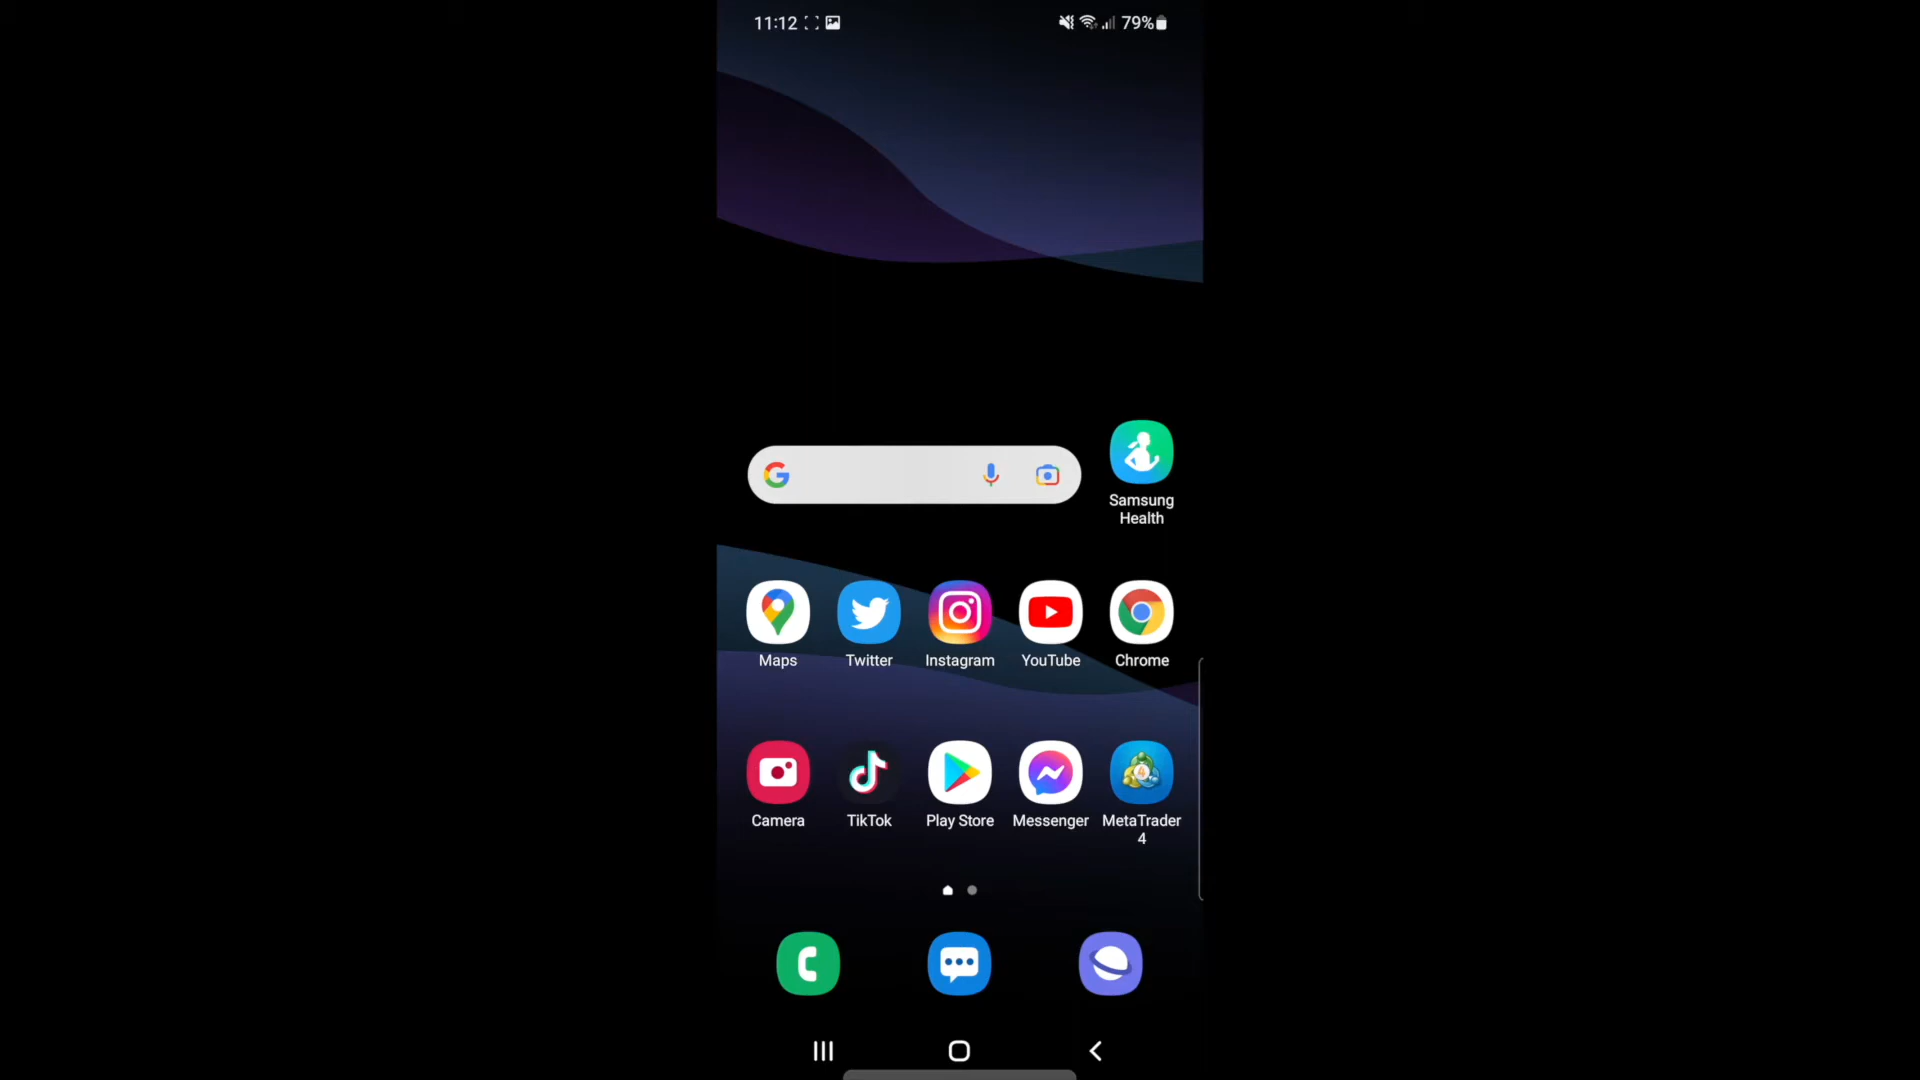 11:12
79%
Samsung
Health
Maps
Twitter
Instagram
YouTube
Chrome
Camera
TikTok
Play Store
Messenger
MetaTrader
4